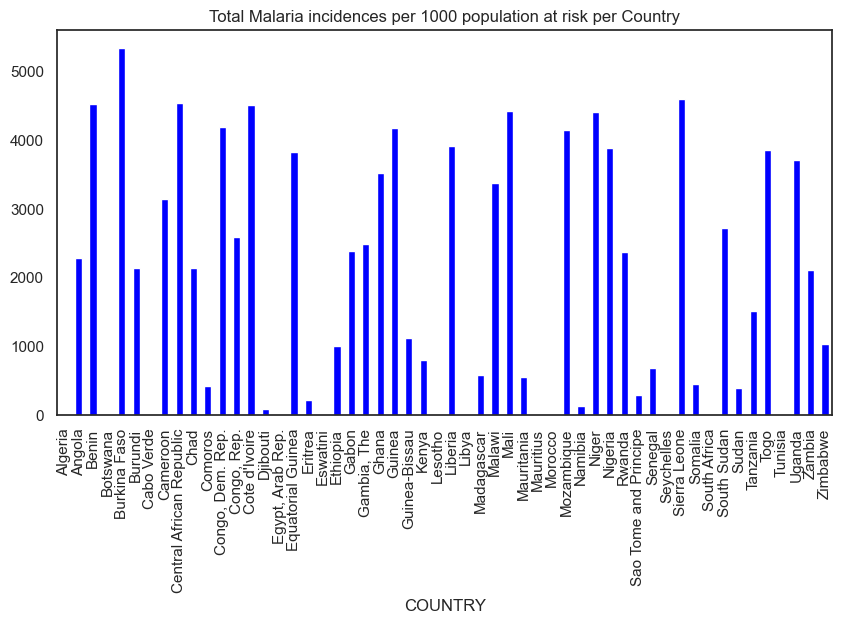 Total Malaria incidences per 1000 population at risk per Country
5000
4000
3000
2000
1000
0
Algeria
Angola
Benin
Botswana
Burkina Faso
Burundi
Cabo Verde
Cameroon
Central African Republic
Chad
Comoros
Congo, Dem. Rep.
Congo, Rep.
Cote d'Ivoire
Djibouti
Egypt, Arab Rep.
Equatorial Guinea
Eritrea
Eswatini
Ethiopia
Gabon
Gambia, The
Ghana
Guinea
Guinea-Bissau
Kenya
Lesotho
Liberia
Libya
Madagascar
Malawi
Mali
Mauritania
Mauritius
Morocco
Mozambique
Namibia
Niger
Nigeria
Rwanda
Sao Tome and Principe
Senegal
Seychelles
Sierra Leone
Somalia
South Africa
South Sudan
Sudan
Tanzania
Togo
Tunisia
Uganda
Zambia
Zimbabwe
COUNTRY